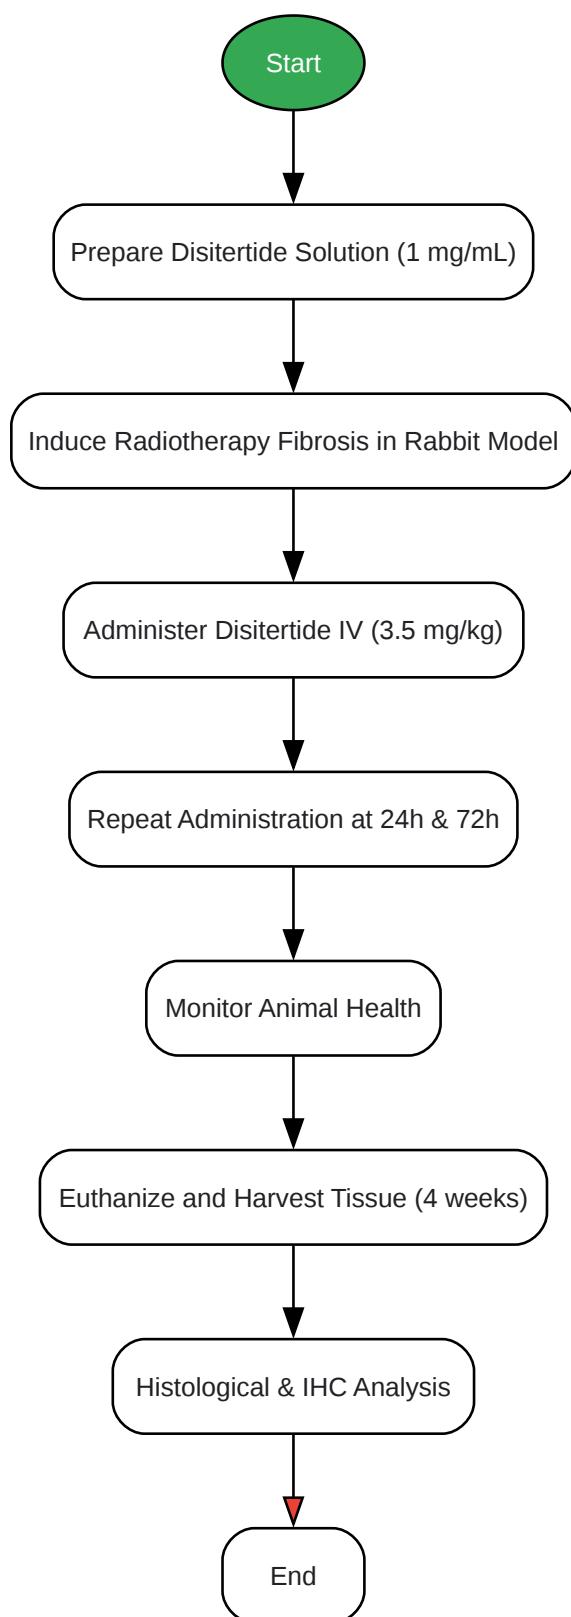 Start
Prepare Disitertide Solution (1 mg/mL)
Induce Radiotherapy Fibrosis in Rabbit Model
Administer Disitertide IV (3.5 mg/kg)
Repeat Administration at 24h & 72h
Monitor Animal Health
Euthanize and Harvest Tissue (4 weeks)
Histological & IHC Analysis
End